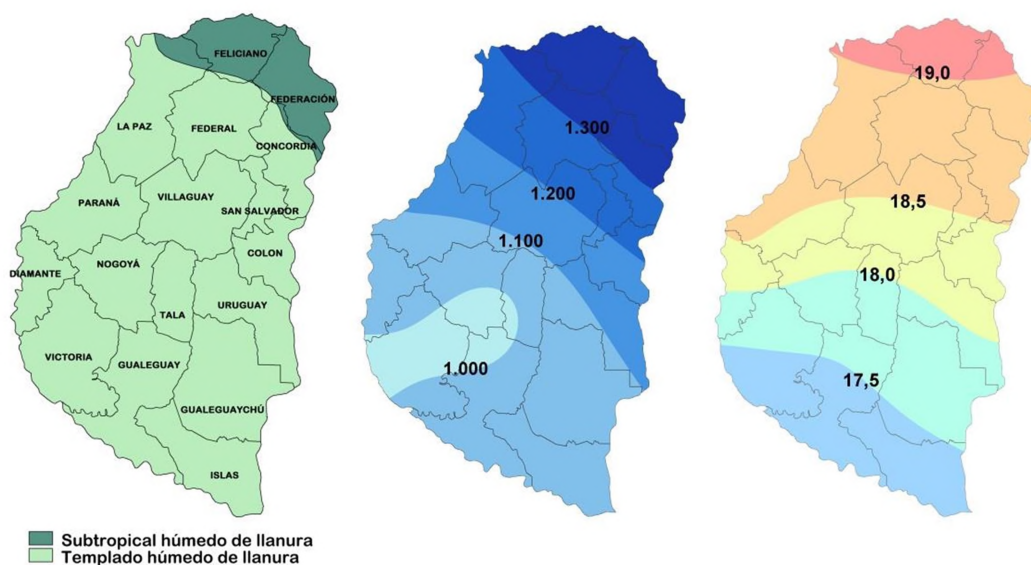 FELICIANO
FEDERACIÓN
LA PAZ
FEDERAL
CONCORDIA
PARANÁ
VILLAGUAY
SAN SALVADOR
DIAMANTE
NOGOYÁ
COLON
TALA
URUGUAY
VICTORIA
GUALEGUAY
GUALEGUAYCHÚ
ISLAS
Subtropical húmedo de llanura
Templado húmedo de llanura
1.300
1.200
1.100
1.000
19,0
18,5
18,0
17,5